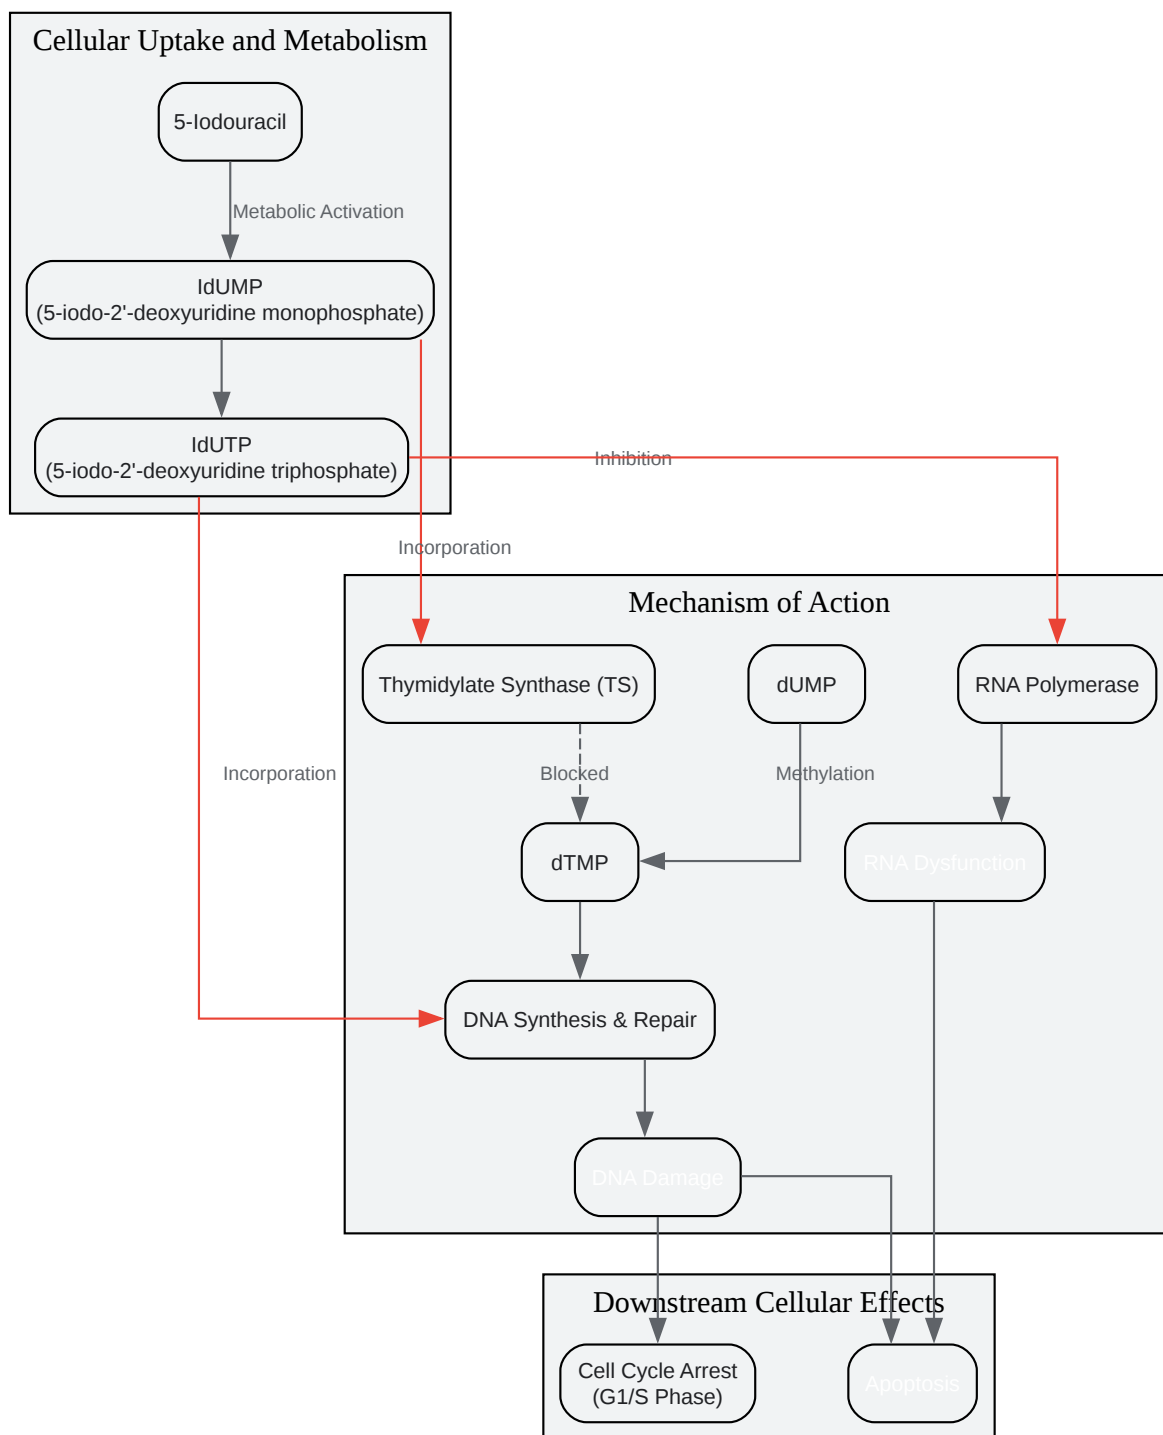 Cellular Uptake and Metabolism
5-Iodouracil
Metabolic Activation
IdUMP
(5-iodo-2'-deoxyuridine monophosphate)
IdUTP
(5-iodo-2'-deoxyuridine triphosphate)
Inhibition
Incorporation
Mechanism of Action
Thymidylate Synthase (TS)
dUMP
RNA Polymerase
Incorporation
Blocked
Methylation
dTMP
RNA Dysfunction
DNA Synthesis & Repair
DNA Damage
Downstream Cellular Effects
Cell Cycle Arrest
(G1/S Phase)
Apoptosis